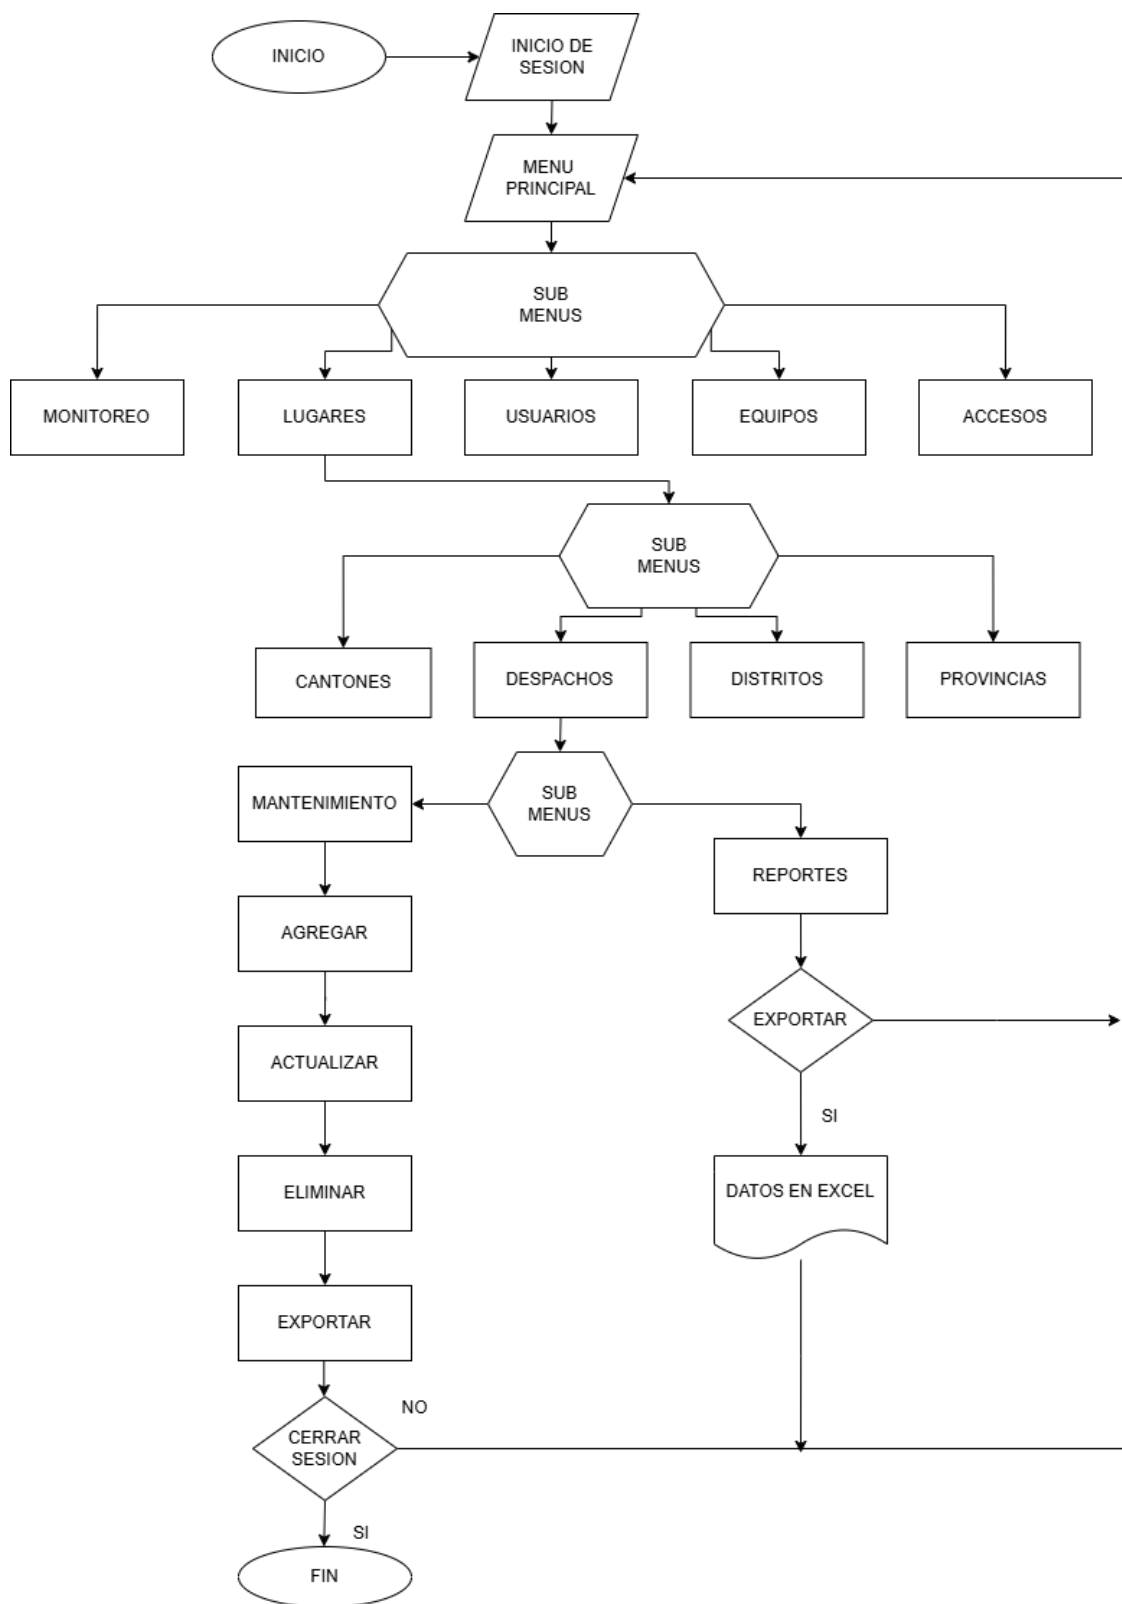 INICIO
INICIO DE
SESION
MENU
PRINCIPAL
SUB
MENUS
MONITOREO
LUGARES
USUARIOS
EQUIPOS
ACCESOS
SUB
MENUS
CANTONES
DESPACHOS
DISTRITOS
PROVINCIAS
SUB
MENUS
MANTENIMIENTO
REPORTES
AGREGAR
EXPORTAR
ACTUALIZAR
SI
ELIMINAR
DATOS EN EXCEL
EXPORTAR
NO
CERRAR
SESION
SI
FIN